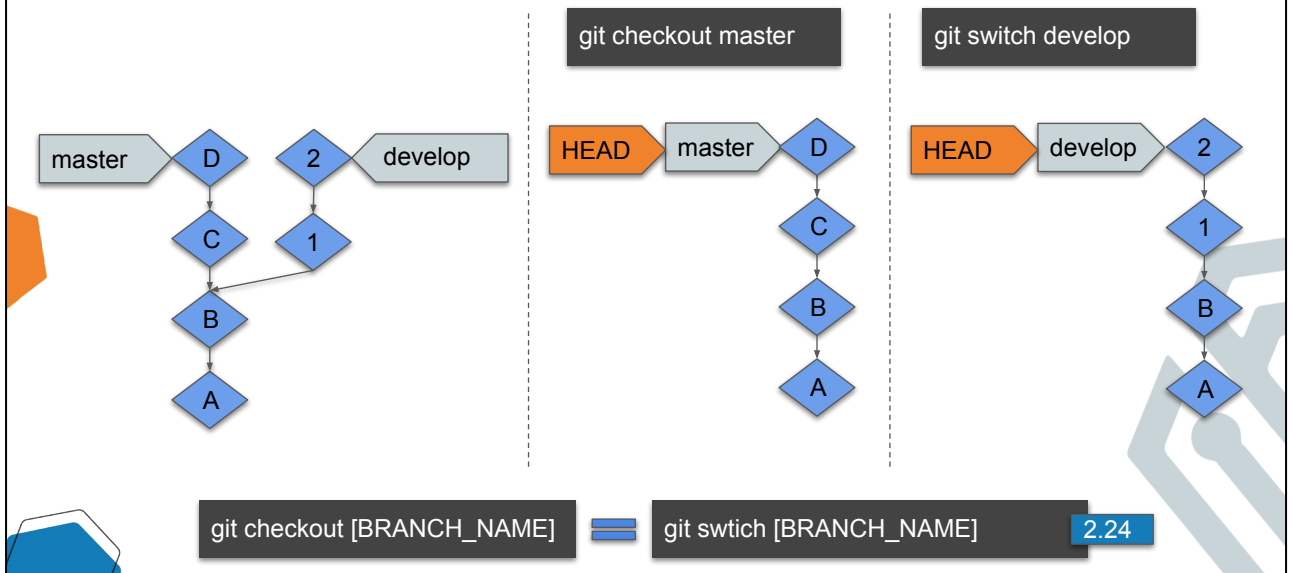 git checkout master
git switch develop
master
D
2
develop
C
1
B
A
HEAD
master
D
C
B
A
HEAD
develop
2
1
B
A
git checkout [BRANCH_NAME]
git swtich [BRANCH_NAME]
2.24